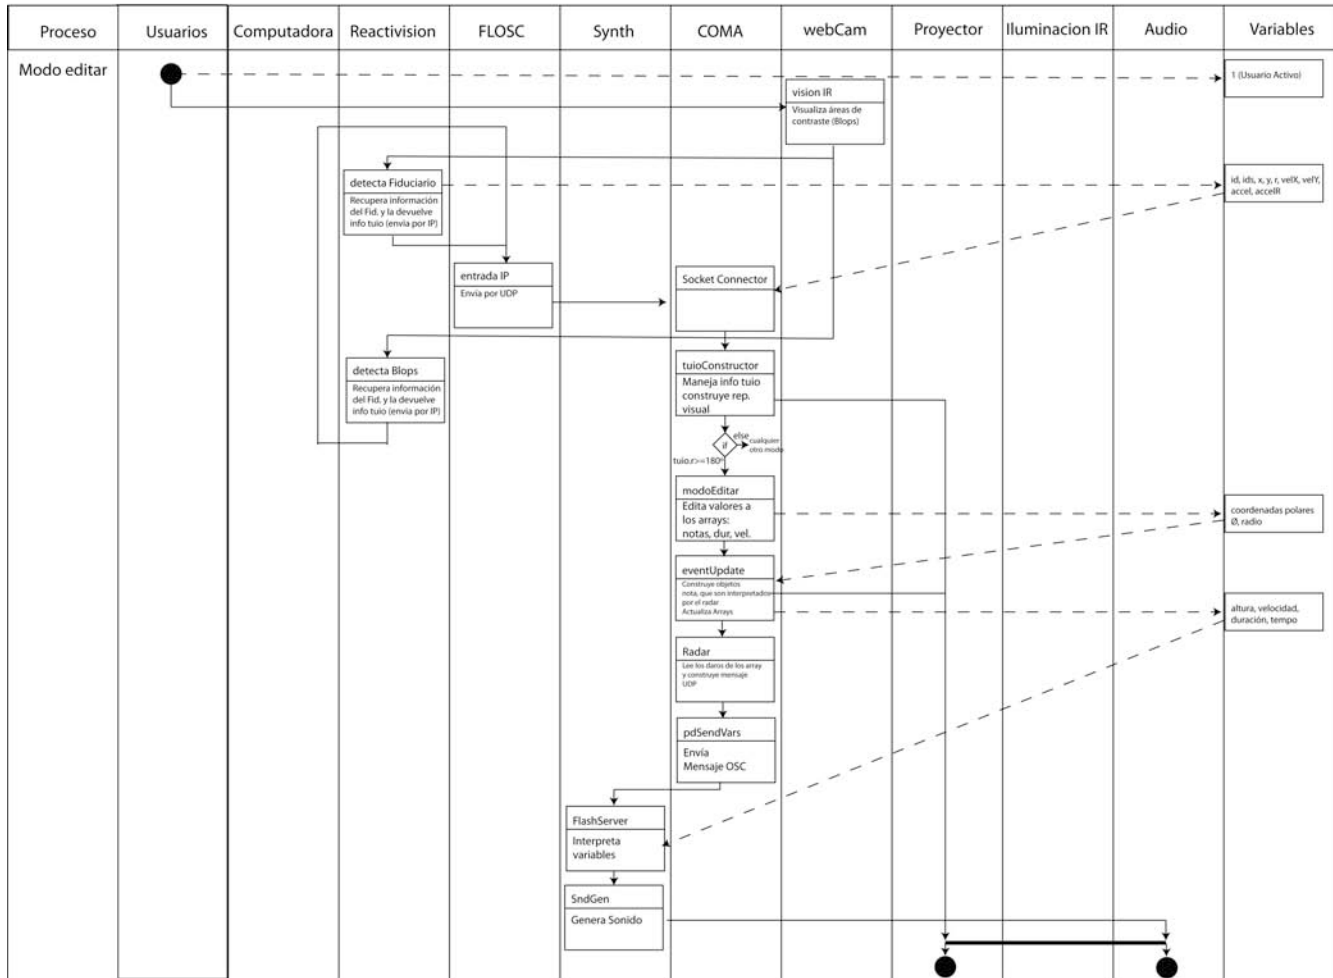 Proceso
Usuarios
Computadora
Reactivision
FLOSC
Synth
COMA
webCam
Proyector
Iluminacion IR
Audio
Variables
Modo editar
1 (Usuario Activo)
vision IR
Visualiza áreas de
contraste (Blops)
detecta Fiduciario
Recupera información
del Fid. y la devuelve
info tuio (envia por IP)
id, ids, x, y, r, velX, velY,
accel, accelR
entrada IP
Envía por UDP
Socket Connector
detecta Blops
Recupera información
del Fid. y la devuelve
info tuio (envia por IP)
tuioConstructor
Maneja info tuio
construye rep.
visual
if
else
cualquier
otro modo
tuio.r>=180º
modoEditar
Edita valores a
los arrays:
notas, dur, vel.
coordenadas polares
Ø, radio
eventUpdate
Construye objetos
nota, que son interpretados
por el radar
Actualiza Arrays
altura, velocidad,
duración, tempo
Radar
Lee los daros de los array
y construye mensaje
UDP
pdSendVars
Envía
Mensaje OSC
FlashServer
Interpreta
variables
SndGen
Genera Sonido